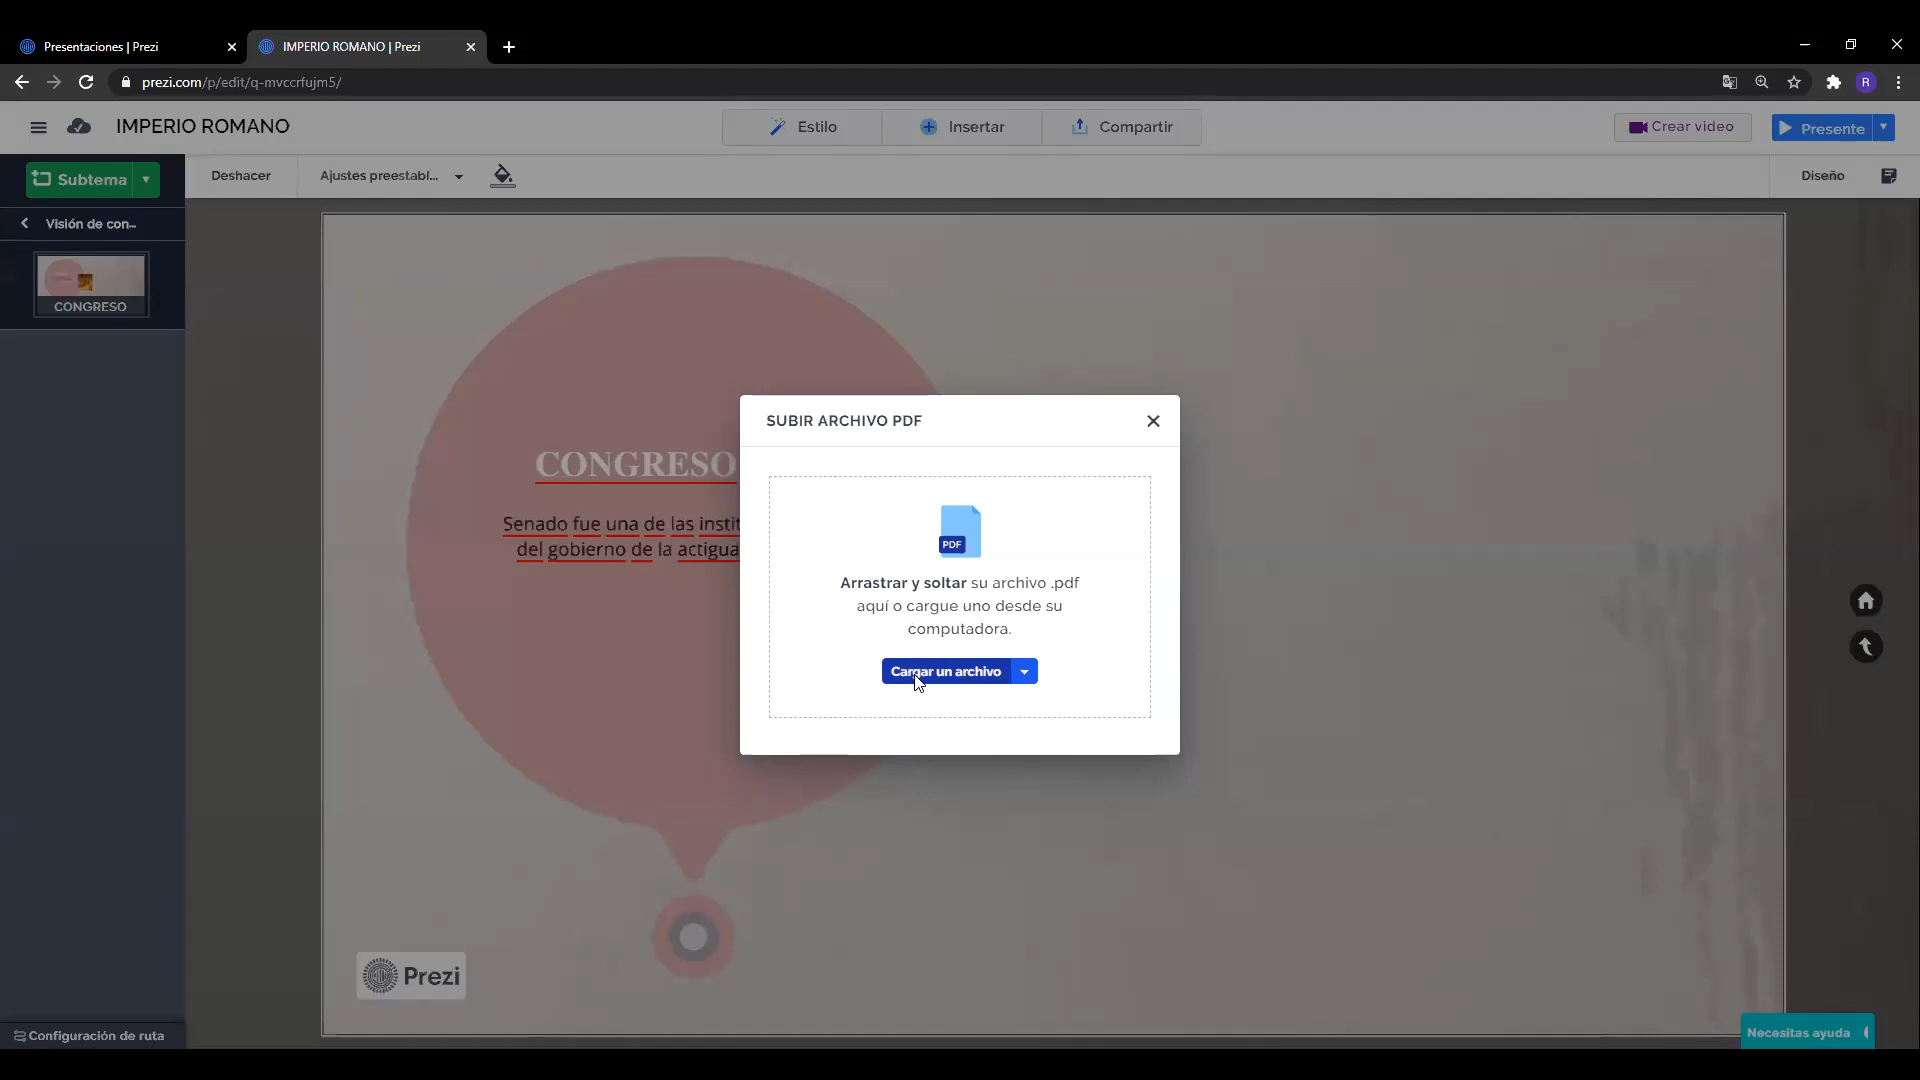 Presentaciones | Prezi
IMPERIO ROMANO | Prezi
prezi.com/p/edit/q-mvccrfujm5/
R
IMPERIO ROMANO
Estilo
Insertar
Compartir
Crear video
Presente
Subtema
Deshacer
Ajustes preestabl...
Diseño
Visión de con...
CONGRESO
SUBIR ARCHIVO PDF
CONGRESO
Senado fue una de las instit
del gobierno de la actigua
PDF
Arrastrar y soltar su archivo .pdf
aquí o cargue uno desde su
computadora.
Cargar un archivo
Prezi
Configuración de ruta
Necesitas ayuda